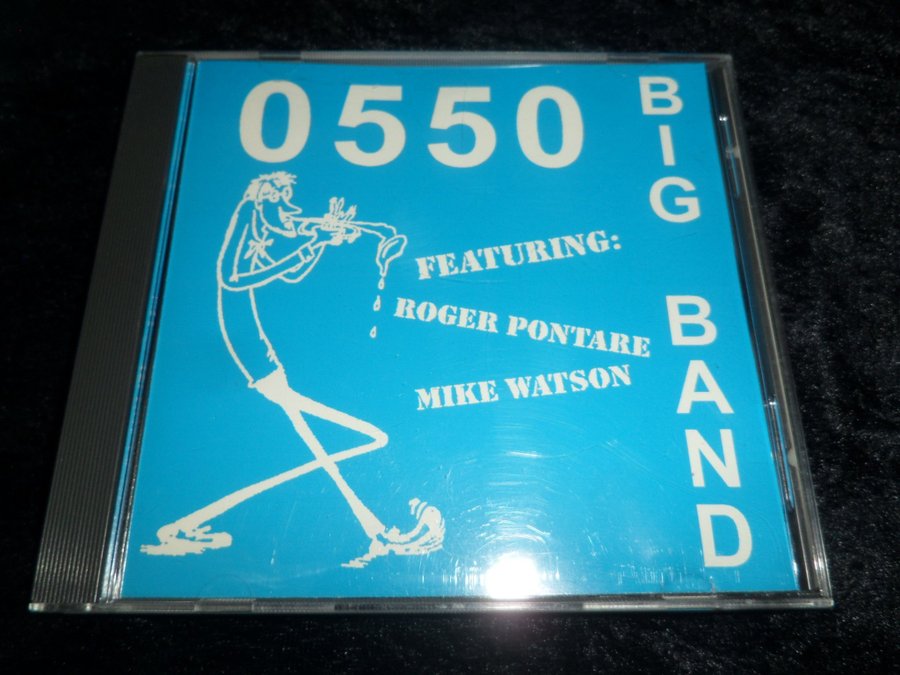 0550
BIG BAND
FEATURING:
ROGER PONTARE
MIKE WATSON